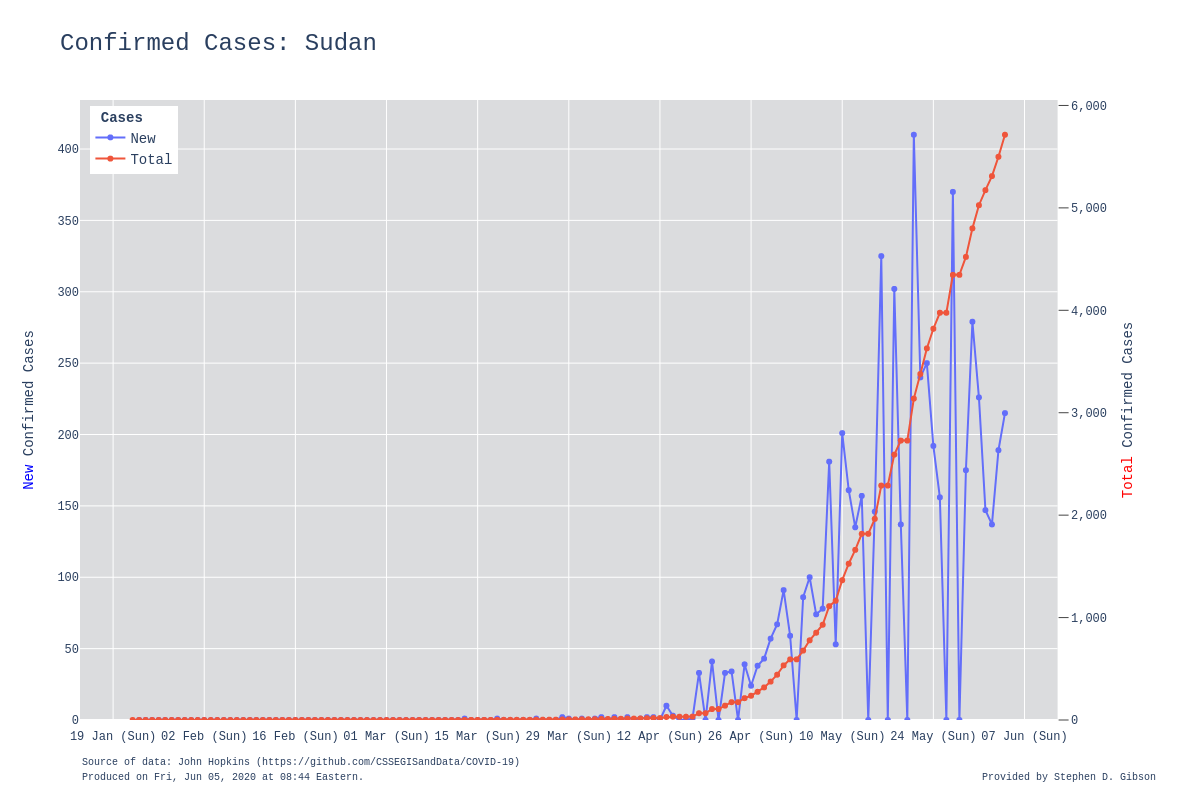 Confirmed Cases: Sudan
Cases
New
Total
400
350
300
250
200
150
100
50
0
6,000
5,000
4,000
3,000
2,000
1,000
0
New Confirmed Cases
Total Confirmed Cases
19 Jan (Sun) 02 Feb (Sun) 16 Feb (Sun) 01 Mar (Sun) 15 Mar (Sun) 29 Mar (Sun) 12 Apr (Sun) 26 Apr (Sun) 10 May (Sun) 24 May (Sun) 07 Jun (Sun)
Source of data: John Hopkins (https://github.com/CSSEGISandData/COVID-19)
Produced on Fri, Jun 05, 2020 at 08:44 Eastern.
Provided by Stephen D. Gibson